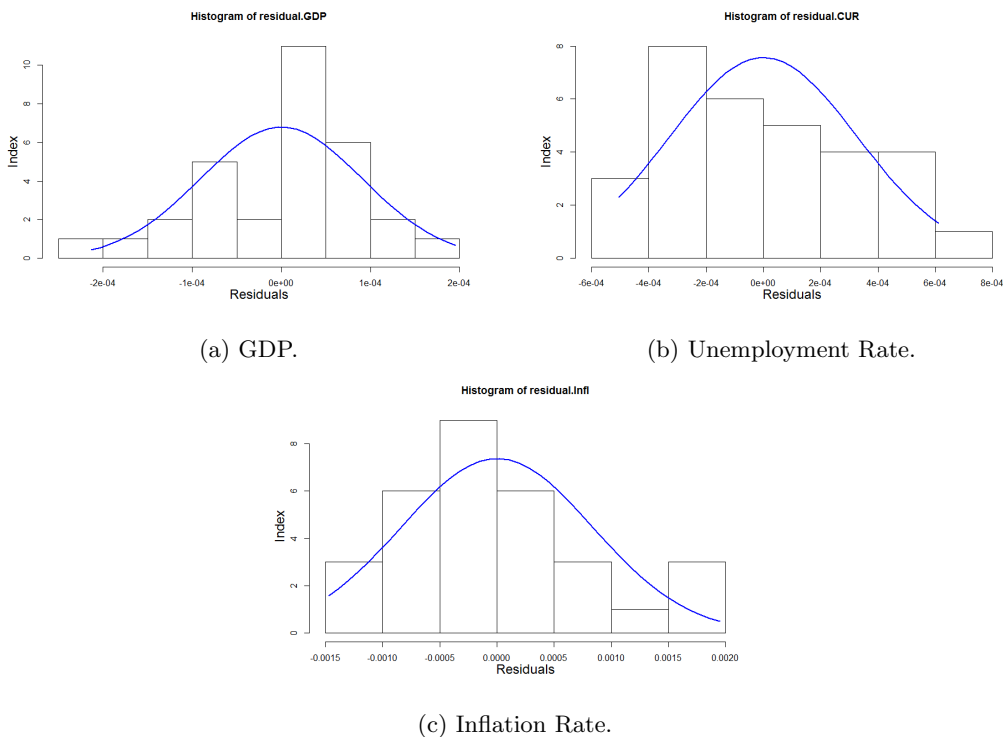 Histogram of residual.GDP
Index
0
2
4
6
8
10
-2e-04 -1e-04 0e+00 1e-04 2e-04
Residuals
(a) GDP.
Histogram of residual.CUR
Index
0
2
4
6
8
-6e-04 -4e-04 -2e-04 0e+00 2e-04 4e-04 6e-04 8e-04
Residuals
(b) Unemployment Rate.
Histogram of residual.Infl
Index
0
2
4
6
8
-0.0015 -0.0010 -0.0005 0.0000 0.0005 0.0010 0.0015 0.0020
Residuals
(c) Inflation Rate.